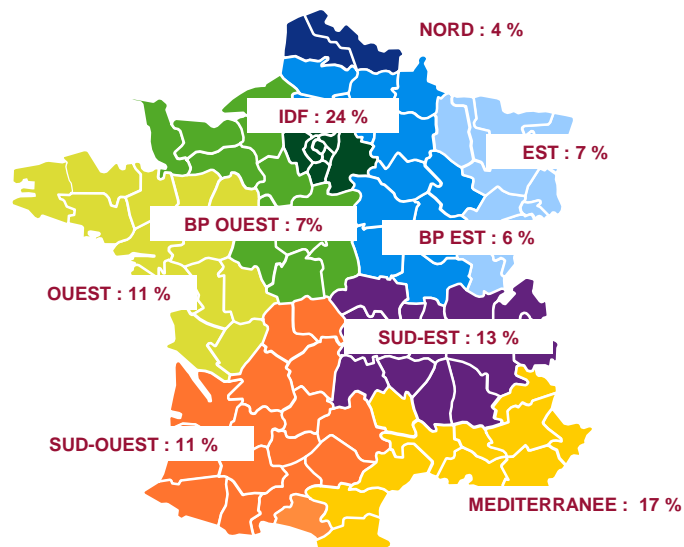 NORD : 4 %
IDF : 24 %
EST : 7 %
BP OUEST : 7%
BP EST : 6 %
OUEST : 11 %
SUD-EST : 13 %
SUD-OUEST : 11 %
MEDITERRANEE : 17 %